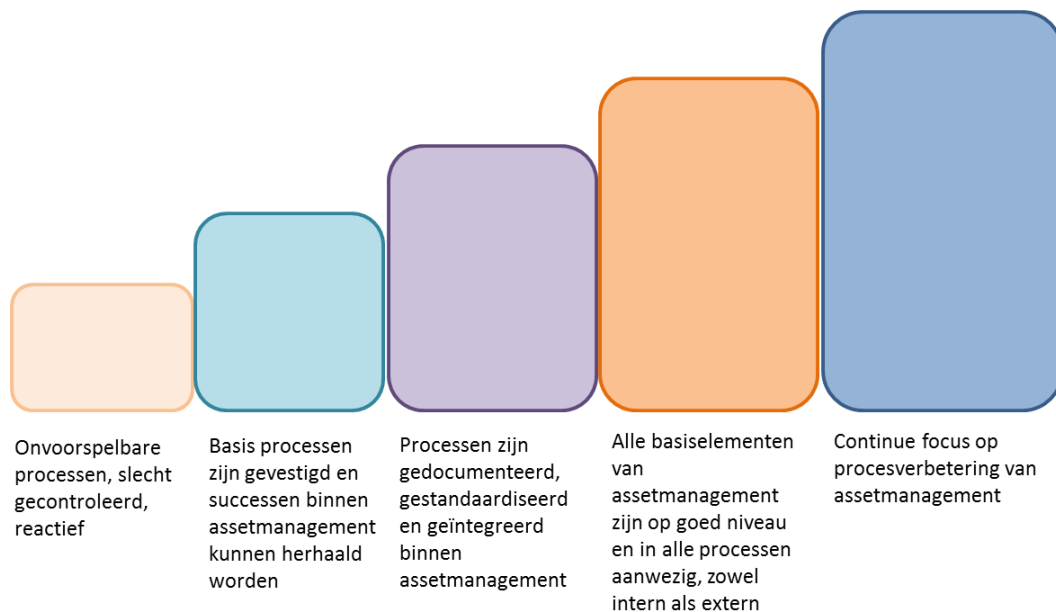 Onvoorspelbare
processen, slecht
gecontroleerd,
reactief
Basis processen
zijn gevestigd en
successen binnen
assetmanagement
kunnen herhaald
worden
Processen zijn
gedocumenteerd,
gestandaardiseerd
en geïntegreerd
binnen
assetmanagement
Alle basiselementen
van
assetmanagement
zijn op goed niveau
en in alle processen
aanwezig, zowel
intern als extern
Continue focus op
procesverbetering van
assetmanagement